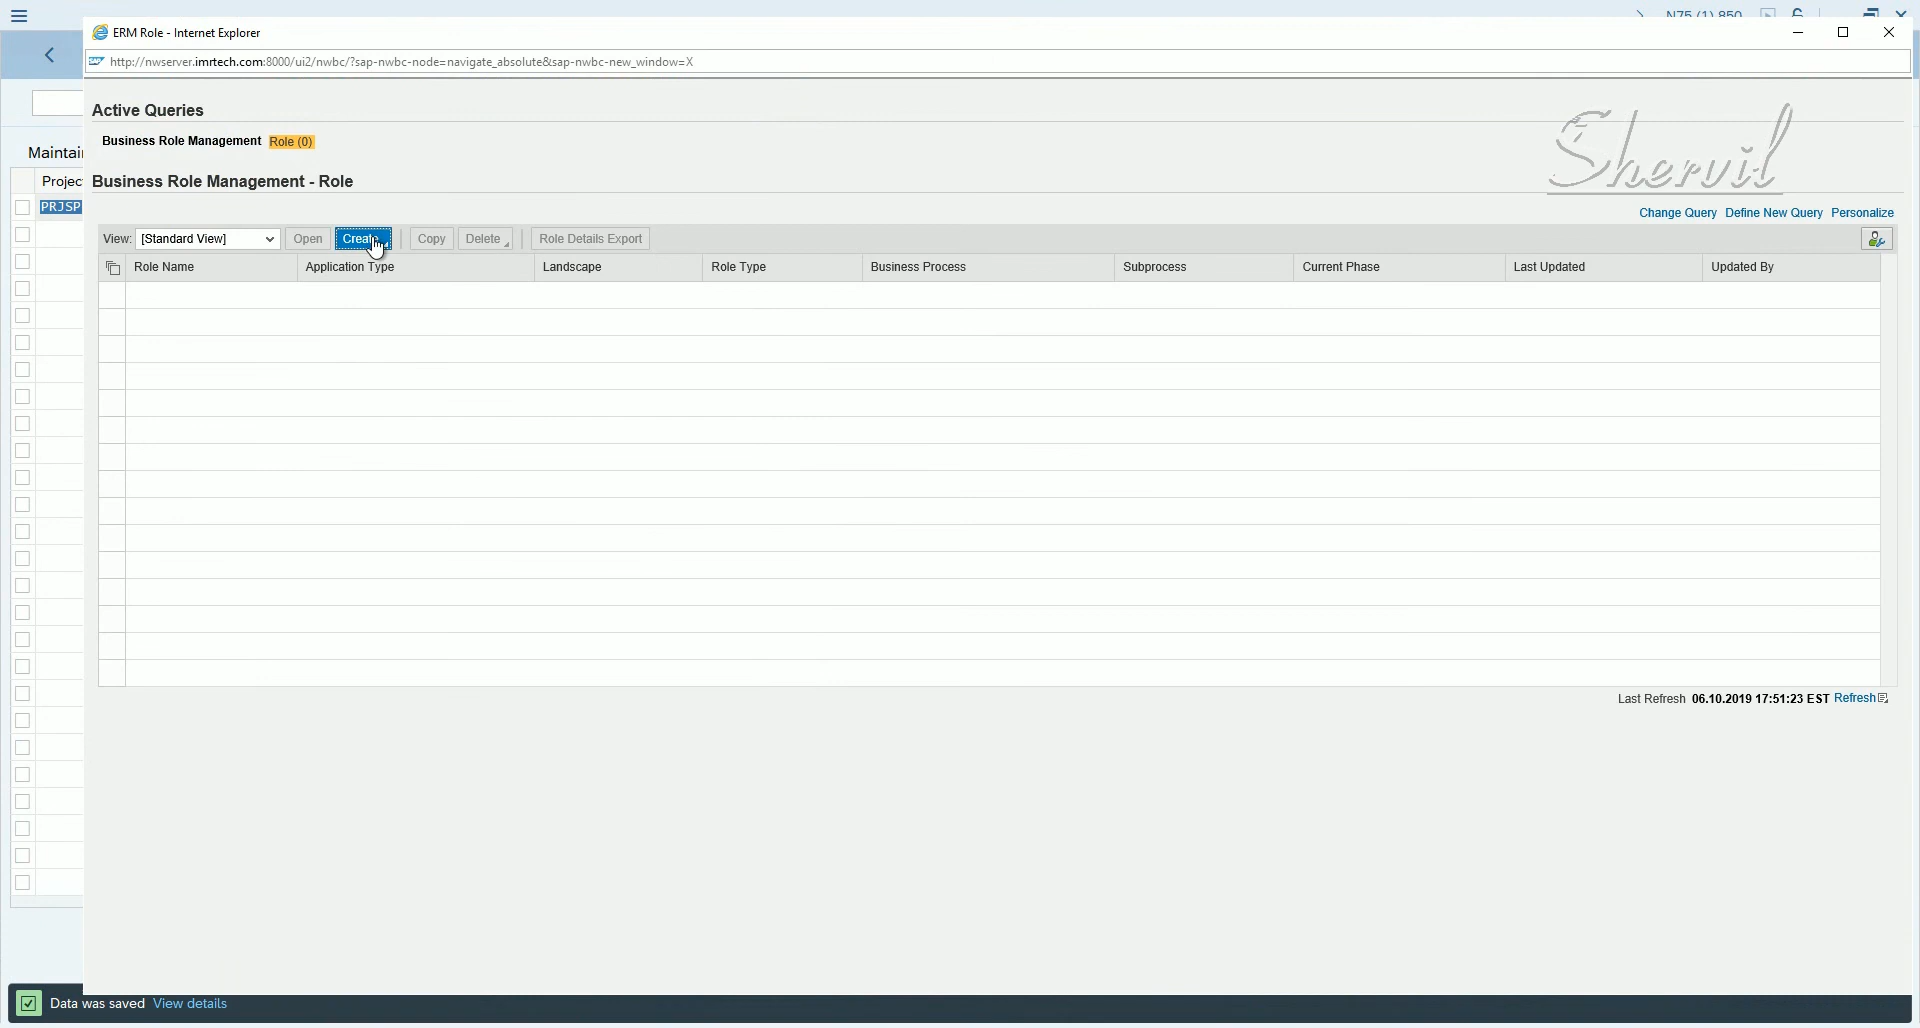 N75 (1) 850
ERM Role - Internet Explorer
http://nwserver.imrtech.com:8000/ui2/nwbc/?sap-nwbc-node=navigate_absolute&sap-nwbc-new_window=X
Active Queries
Business Role Management Role (0)
Shervil
Maintai
Projec
Business Role Management - Role
PRJSP
Change Query Define New Query Personalize
View: [Standard View] Open Create Copy Delete Role Details Export
Role Name Application Type Landscape Role Type Business Process Subprocess Current Phase Last Updated Updated By
Last Refresh 06.10.2019 17:51:23 EST Refresh
Data was saved View details